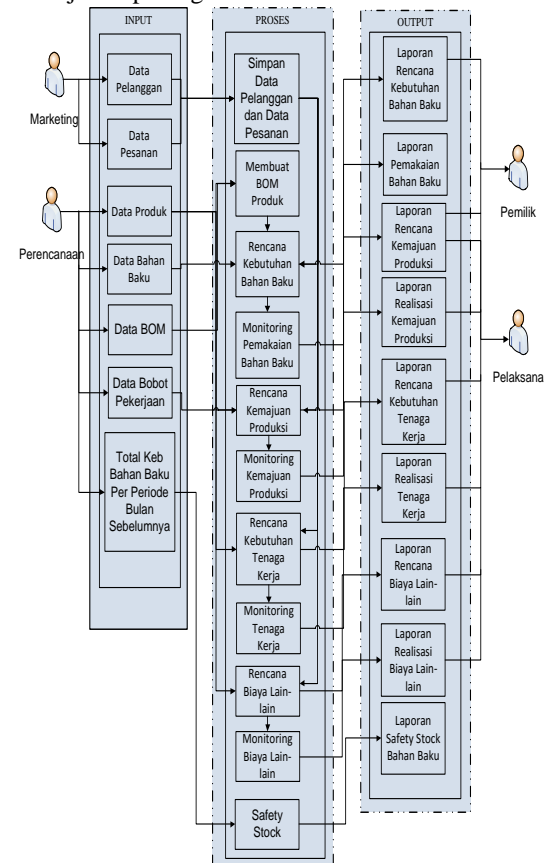 INPUT
PROSES
OUTPUT
Marketing
Perencanaan
Data
Pelanggan
Data
Pesanan
Data Produk
Data Bahan
Baku
Data BOM
Data Bobot
Pekerjaan
Total Keb
Bahan Baku
Per Periode
Bulan
Sebelumnya
Simpan
Data
Pelanggan
dan Data
Pesanan
Membuat
BOM
Produk
Rencana
Kebutuhan
Bahan Baku
Monitoring
Pemakaian
Bahan Baku
Rencana
Kemajuan
Produksi
Monitoring
Kemajuan
Produksi
Rencana
Kebutuhan
Tenaga
Kerja
Monitoring
Tenaga
Kerja
Rencana
Biaya Lain-
lain
Monitoring
Biaya Lain-
lain
Safety
Stock
Laporan
Rencana
Kebutuhan
Bahan Baku
Laporan
Pemakaian
Bahan Baku
Laporan
Rencana
Kemajuan
Produksi
Laporan
Realisasi
Kemajuan
Produksi
Laporan
Rencana
Kebutuhan
Tenaga
Kerja
Laporan
Realisasi
Tenaga
Kerja
Laporan
Rencana
Biaya Lain-
lain
Laporan
Realisasi
Biaya Lain-
lain
Laporan
Safety Stock
Bahan Baku
Pemilik
Pelaksana